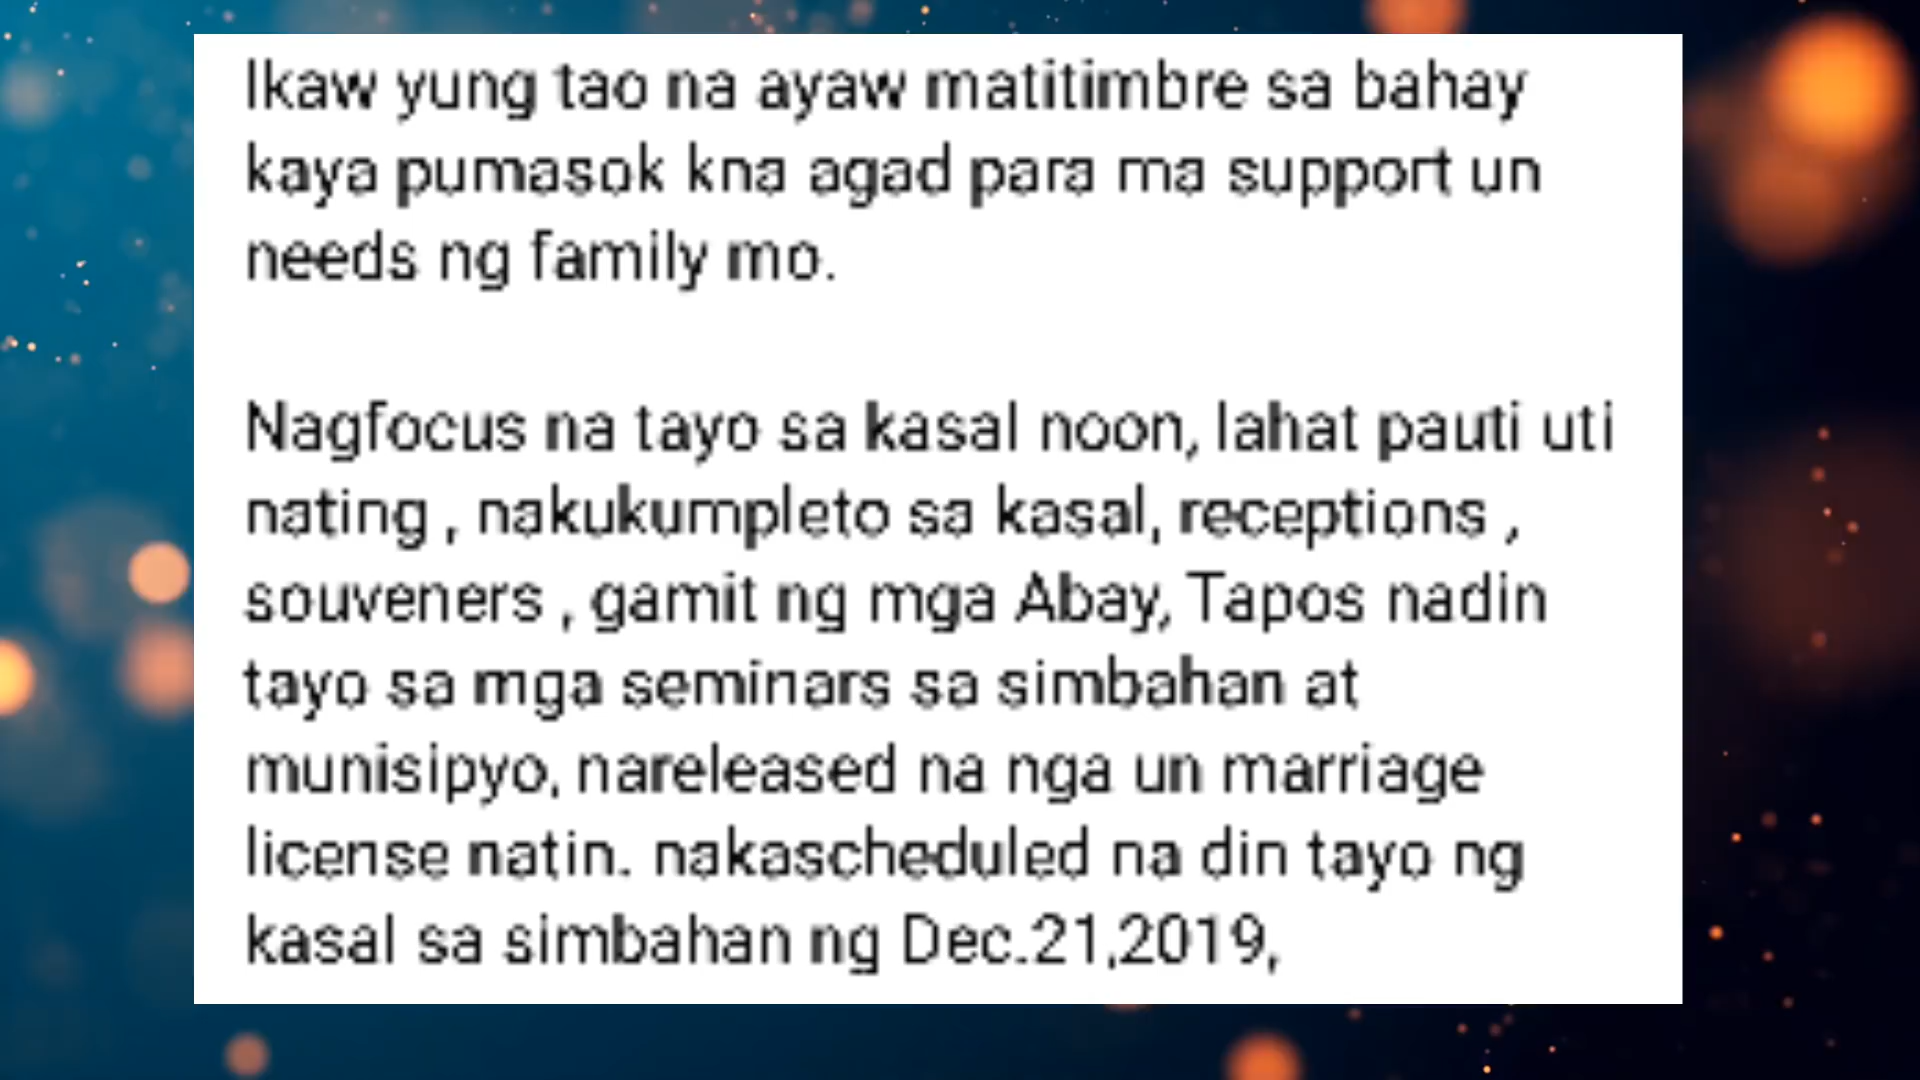 Ikaw yung tao na ayaw matitimbre sa bahay
kaya pumasok kna agad para ma support un
needs ng family mo.
Nagfocus na tayo sa kasal noon, lahat pauti uti
nating , nakukumpleto sa kasal, receptions ,
souveners , gamit ng mga Abay, Tapos nadin
tayo sa mga seminars sa simbahan at
munisipyo, nareleased na nga un marriage
license natin. nakascheduled na din tayo ng
kasal sa simbahan ng Dec.21,2019,